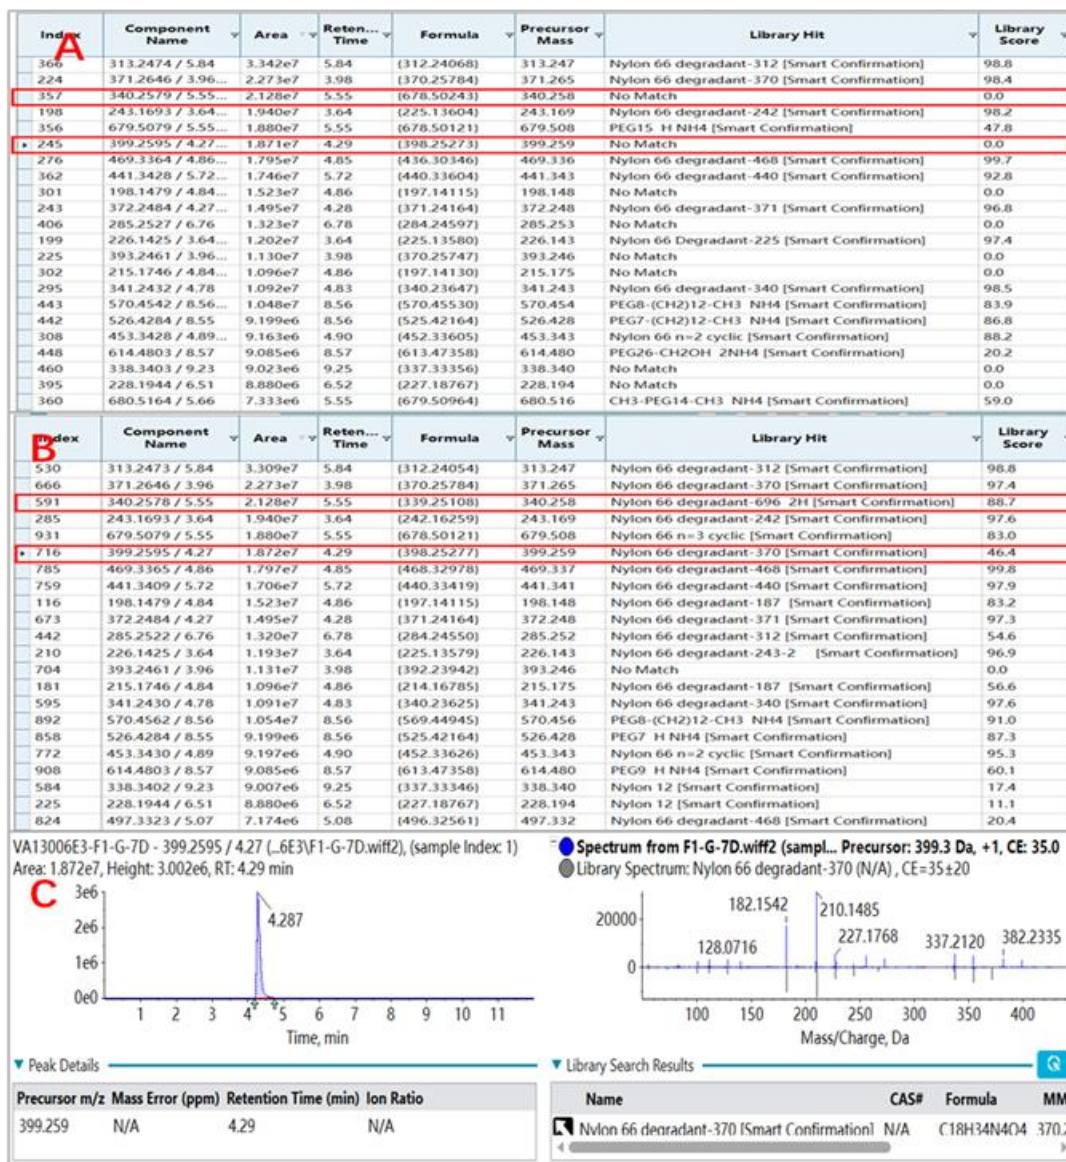 A
Index Component Name Area Reten... Time Formula Precursor Mass Library Hit Library Score
366 313.2474 / 5.84 3.342e7 5.84 (312.24068) 313.247 Nylon 66 degradant-312 [Smart Confirmation] 98.8
224 371.2646 / 3.96... 2.273e7 3.98 (370.25784) 371.265 Nylon 66 degradant-370 [Smart Confirmation] 98.4
357 340.2579 / 5.55... 2.128e7 5.55 (678.50243) 340.258 No Match 0.0
198 243.1693 / 3.64... 1.940e7 3.64 (225.13604) 243.169 Nylon 66 degradant-242 [Smart Confirmation] 98.2
356 679.5079 / 5.55... 1.880e7 5.55 (678.50121) 679.508 PEG15 H NH4 [Smart Confirmation] 47.8
245 399.2595 / 4.27... 1.871e7 4.29 (398.25273) 399.259 No Match 0.0
276 469.3364 / 4.86... 1.795e7 4.85 (436.30346) 469.336 Nylon 66 degradant-468 [Smart Confirmation] 99.7
362 441.3428 / 5.72... 1.746e7 5.72 (440.33604) 441.343 Nylon 66 degradant-440 [Smart Confirmation] 92.8
301 198.1479 / 4.84... 1.523e7 4.86 (197.14115) 198.148 No Match 0.0
243 372.2484 / 4.27... 1.495e7 4.28 (371.24164) 372.248 Nylon 66 degradant-371 [Smart Confirmation] 96.8
406 285.2527 / 6.76 1.323e7 6.78 (284.24597) 285.253 No Match 0.0
199 226.1425 / 3.64... 1.202e7 3.64 (225.13580) 226.143 Nylon 66 Degradant-225 [Smart Confirmation] 97.4
225 393.2461 / 3.96... 1.130e7 3.98 (370.25747) 393.246 No Match 0.0
302 215.1746 / 4.84... 1.096e7 4.86 (197.14130) 215.175 No Match 0.0
295 341.2432 / 4.78 1.092e7 4.83 (340.23647) 341.243 Nylon 66 degradant-340 [Smart Confirmation] 98.5
443 570.4542 / 8.56... 1.048e7 8.56 (570.45530) 570.454 PEG8-(CH2)12-CH3 NH4 [Smart Confirmation] 83.9
442 526.4284 / 8.55 9.199e6 8.56 (525.42164) 526.428 PEG7-(CH2)12-CH3 NH4 [Smart Confirmation] 86.8
308 453.3428 / 4.89... 9.163e6 4.90 (452.33605) 453.343 Nylon 66 n=2 cyclic [Smart Confirmation] 88.2
448 614.4803 / 8.57 9.085e6 8.57 (613.47358) 614.480 PEG26-CH2OH 2NH4 [Smart Confirmation] 20.2
460 338.3403 / 9.23 9.023e6 9.25 (337.33356) 338.340 No Match 0.0
395 228.1944 / 6.51 8.880e6 6.52 (227.18767) 228.194 No Match 0.0
360 680.5164 / 5.66 7.333e6 5.55 (679.50964) 680.516 CH3-PEG14-CH3 NH4 [Smart Confirmation] 59.0
B
Index Component Name Area Reten... Time Formula Precursor Mass Library Hit Library Score
530 313.2473 / 5.84 3.309e7 5.84 (312.24054) 313.247 Nylon 66 degradant-312 [Smart Confirmation] 98.8
666 371.2646 / 3.96 2.273e7 3.98 (370.25784) 371.265 Nylon 66 degradant-370 [Smart Confirmation] 97.4
591 340.2578 / 5.55 2.128e7 5.55 (339.25108) 340.258 Nylon 66 degradant-696 2H [Smart Confirmation] 88.7
285 243.1693 / 3.64 1.940e7 3.64 (242.16259) 243.169 Nylon 66 degradant-242 [Smart Confirmation] 97.6
931 679.5079 / 5.55 1.880e7 5.55 (678.50121) 679.508 Nylon 66 n=3 cyclic [Smart Confirmation] 83.0
716 399.2595 / 4.27 1.872e7 4.29 (398.25277) 399.259 Nylon 66 degradant-370 [Smart Confirmation] 46.4
785 469.3365 / 4.86 1.797e7 4.85 (468.32978) 469.337 Nylon 66 degradant-468 [Smart Confirmation] 99.8
759 441.3409 / 5.72 1.706e7 5.72 (440.33419) 441.341 Nylon 66 degradant-440 [Smart Confirmation] 97.9
116 198.1479 / 4.84 1.523e7 4.86 (197.14115) 198.148 Nylon 66 degradant-187 [Smart Confirmation] 83.2
673 372.2484 / 4.27 1.495e7 4.28 (371.24164) 372.248 Nylon 66 degradant-371 [Smart Confirmation] 97.3
442 285.2522 / 6.76 1.320e7 6.78 (284.24550) 285.252 Nylon 66 degradant-312 [Smart Confirmation] 54.6
210 226.1425 / 3.64 1.193e7 3.64 (225.13579) 226.143 Nylon 66 degradant-243-2 [Smart Confirmation] 96.9
704 393.2461 / 3.96 1.131e7 3.98 (392.23942) 393.246 No Match 0.0
181 215.1746 / 4.84 1.096e7 4.86 (214.16785) 215.175 Nylon 66 degradant-187 [Smart Confirmation] 56.6
595 341.2430 / 4.78 1.091e7 4.83 (340.23625) 341.243 Nylon 66 degradant-340 [Smart Confirmation] 97.6
892 570.4562 / 8.56 1.054e7 8.56 (569.44945) 570.456 PEG8-(CH2)12-CH3 NH4 [Smart Confirmation] 91.0
858 526.4284 / 8.55 9.199e6 8.56 (525.42164) 526.428 PEG7 H NH4 [Smart Confirmation] 87.3
772 453.3430 / 4.89 9.197e6 4.90 (452.33626) 453.343 Nylon 66 n=2 cyclic [Smart Confirmation] 95.3
908 614.4803 / 8.57 9.085e6 8.57 (613.47358) 614.480 PEG9 H NH4 [Smart Confirmation] 60.1
584 338.3402 / 9.23 9.007e6 9.25 (337.33346) 338.340 Nylon 12 [Smart Confirmation] 17.4
225 228.1944 / 6.51 8.880e6 6.52 (227.18767) 228.194 Nylon 12 [Smart Confirmation] 11.1
824 497.3323 / 5.07 7.174e6 5.08 (496.32561) 497.332 Nylon 66 degradant-468 [Smart Confirmation] 20.4
VA13006E3-F1-G-7D - 399.2595 / 4.27 (...6E3\F1-G-7D.wiff2), (sample Index: 1)
Area: 1.872e7, Height: 3.002e6, RT: 4.29 min
C
3e6
2e6
1e6
0e0
4.287
1 2 3 4 5 6 7 8 9 10 11
Time, min
Spectrum from F1-G-7D.wiff2 (sampl... Precursor: 399.3 Da, +1, CE: 35.0
Library Spectrum: Nylon 66 degradant-370 (N/A) , CE=35±20
20000
0
182.1542
210.1485
128.0716
227.1768
337.2120
382.2335
100 150 200 250 300 350 400
Mass/Charge, Da
Peak Details
Precursor m/z Mass Error (ppm) Retention Time (min) Ion Ratio
399.259 N/A 4.29 N/A
Library Search Results
Name CAS# Formula MM
Nylon 66 degradant-370 [Smart Confirmation] N/A C18H34N4O4 370.2